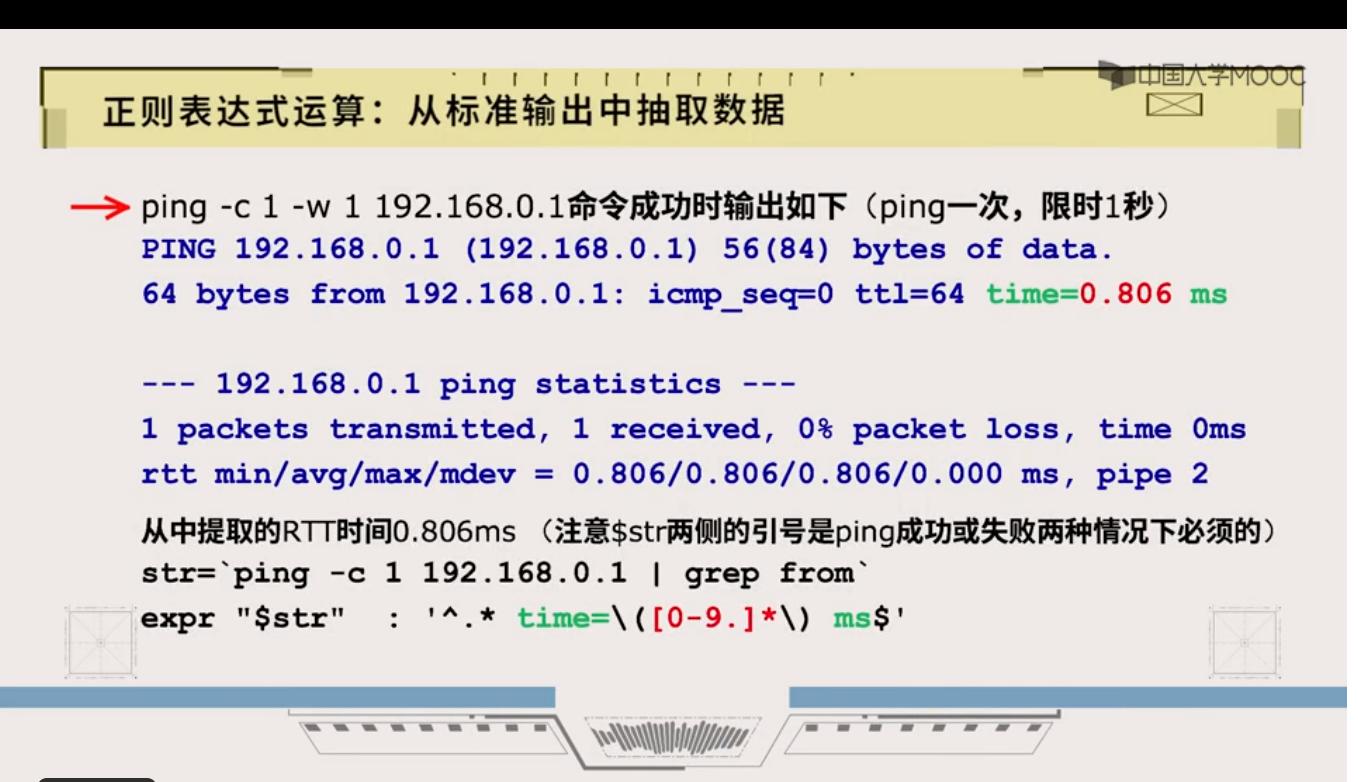 中国大学MOOC
正则表达式运算：从标准输出中抽取数据
ping -c 1 -w 1 192.168.0.1命令成功时输出如下（ping一次，限时1秒）
PING 192.168.0.1 (192.168.0.1) 56(84) bytes of data.
64 bytes from 192.168.0.1: icmp_seq=0 ttl=64 time=0.806 ms
--- 192.168.0.1 ping statistics ---
1 packets transmitted, 1 received, 0% packet loss, time 0ms
rtt min/avg/max/mdev = 0.806/0.806/0.806/0.000 ms, pipe 2
从中提取的RTT时间0.806ms （注意$str两侧的引号是ping成功或失败两种情况下必须的）
str=`ping -c 1 192.168.0.1 | grep from`
expr "$str" : '^.* time=\([0-9.]*\) ms$'